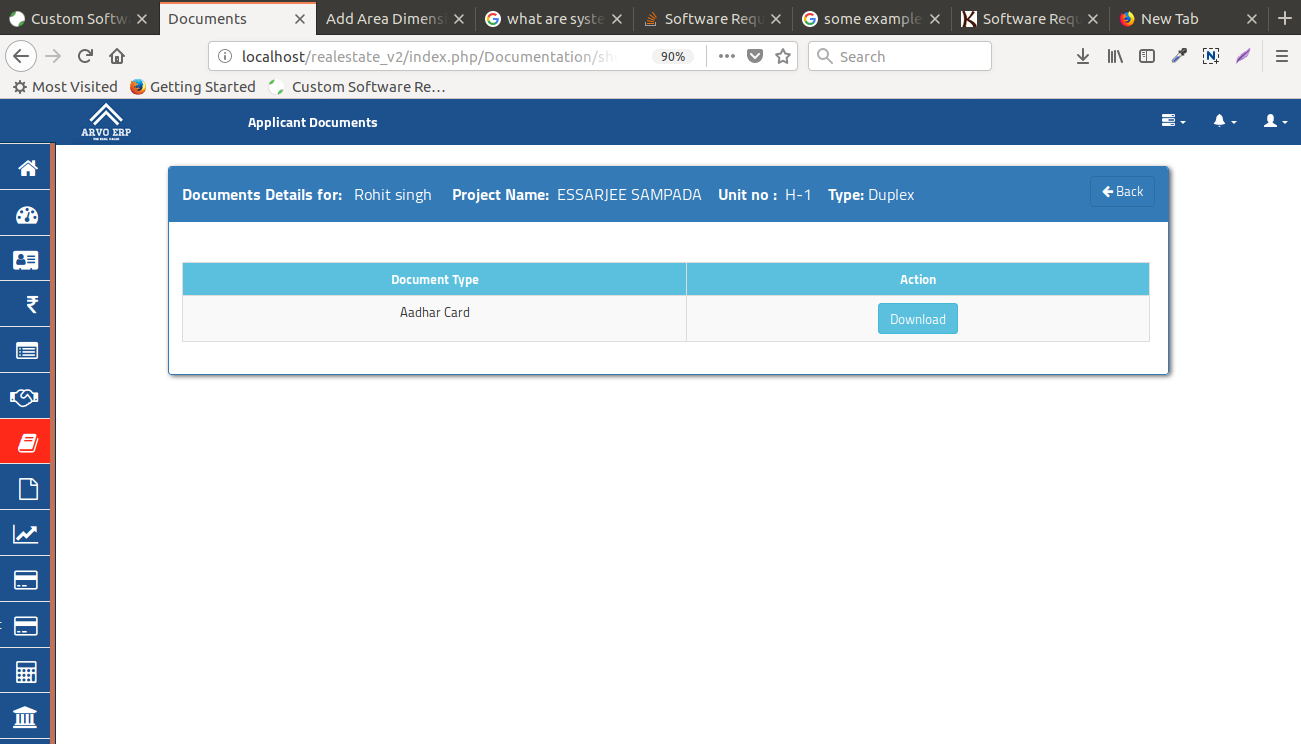 Custom Softw Documents Add Area Dimens what are syste Software Requ some example Software Requ New Tab
localhost/realestate_v2/index.php/Documentation/sh 90% Search
Most Visited Getting Started Custom Software Re…
ARVO ERP Applicant Documents
Documents Details for: Rohit singh Project Name: ESSARJEE SAMPADA Unit no : H-1 Type: Duplex Back
Document Type Action
Aadhar Card Download